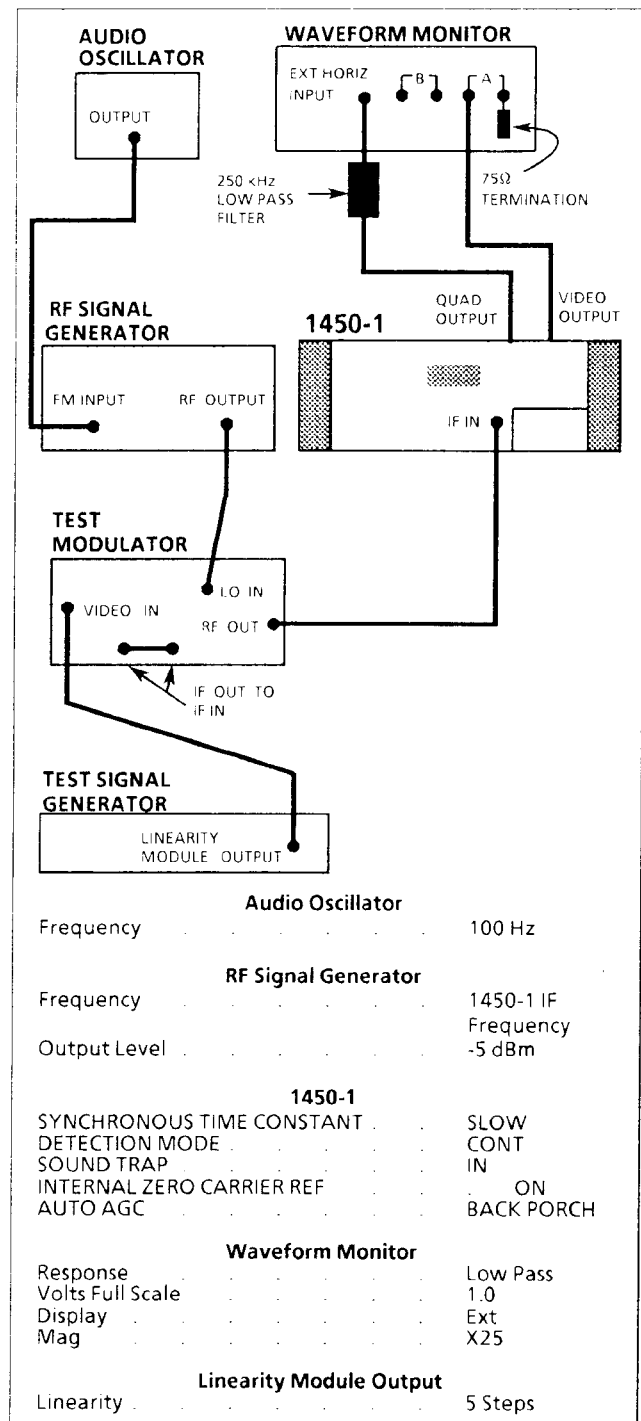 AUDIO
OSCILLATOR
OUTPUT
WAVEFORM MONITOR
EXT HORIZ
INPUT
B
A
250 kHz
LOW PASS
FILTER
75Ω
TERMINATION
RF SIGNAL
GENERATOR
FM INPUT
RF OUTPUT
1450-1
QUAD
OUTPUT
VIDEO
OUTPUT
IF IN
TEST
MODULATOR
LO IN
VIDEO IN
RF OUT
IF OUT TO
IF IN
TEST SIGNAL
GENERATOR
LINEARITY
MODULE OUTPUT
Audio Oscillator
Frequency . . . . . . 100 Hz
RF Signal Generator
Frequency . . . . . . 1450-1 IF
Frequency
Output Level . . . . . . -5 dBm
1450-1
SYNCHRONOUS TIME CONSTANT . . SLOW
DETECTION MODE . . . . CONT
SOUND TRAP . . . . . IN
INTERNAL ZERO CARRIER REF . . . ON
AUTO AGC . . . . . BACK PORCH
Waveform Monitor
Response . . . . . . Low Pass
Volts Full Scale . . . . . 1.0
Display . . . . . . Ext
Mag . . . . . . X25
Linearity Module Output
Linearity . . . . . . 5 Steps